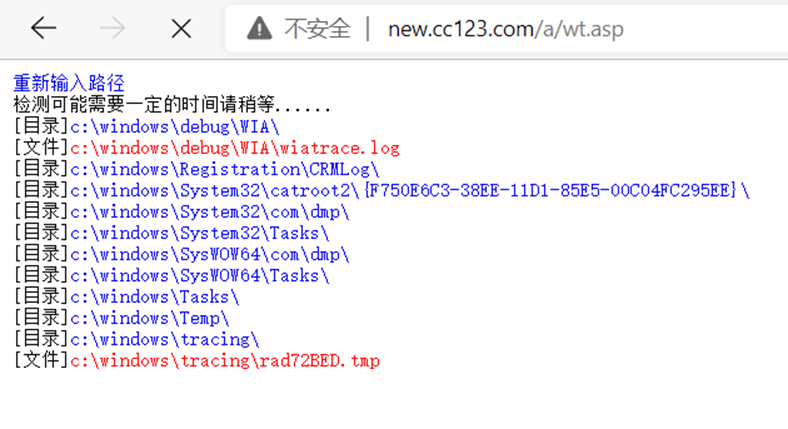 不安全 | new.cc123.com/a/wt.asp
重新输入路径
检测可能需要一定的时间请稍等......
[目录]c:\windows\debug\WIA\
[文件]c:\windows\debug\WIA\wiatrace.log
[目录]c:\windows\Registration\CRMLog\
[目录]c:\windows\System32\catroot2\{F750E6C3-38EE-11D1-85E5-00C04FC295EE}\
[目录]c:\windows\System32\com\dmp\
[目录]c:\windows\System32\Tasks\
[目录]c:\windows\SysWOW64\com\dmp\
[目录]c:\windows\SysWOW64\Tasks\
[目录]c:\windows\Tasks\
[目录]c:\windows\Temp\
[目录]c:\windows\tracing\
[文件]c:\windows\tracing\rad72BED.tmp